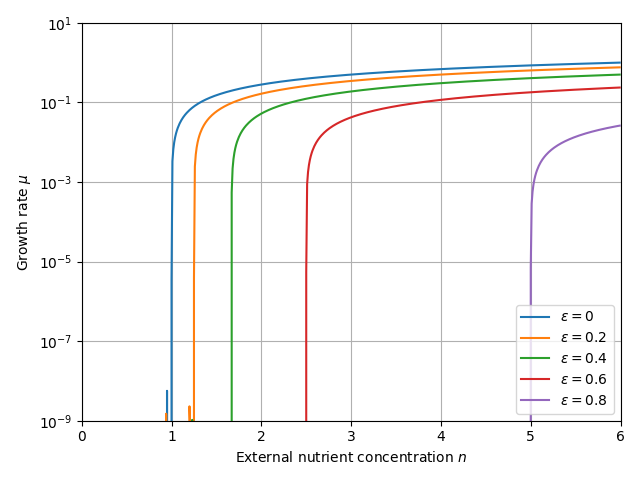 10¹
10⁻¹
10⁻³
10⁻⁵
10⁻⁷
10⁻⁹
Growth rate μ
0 1 2 3 4 5 6
External nutrient concentration n
ε = 0
ε = 0.2
ε = 0.4
ε = 0.6
ε = 0.8